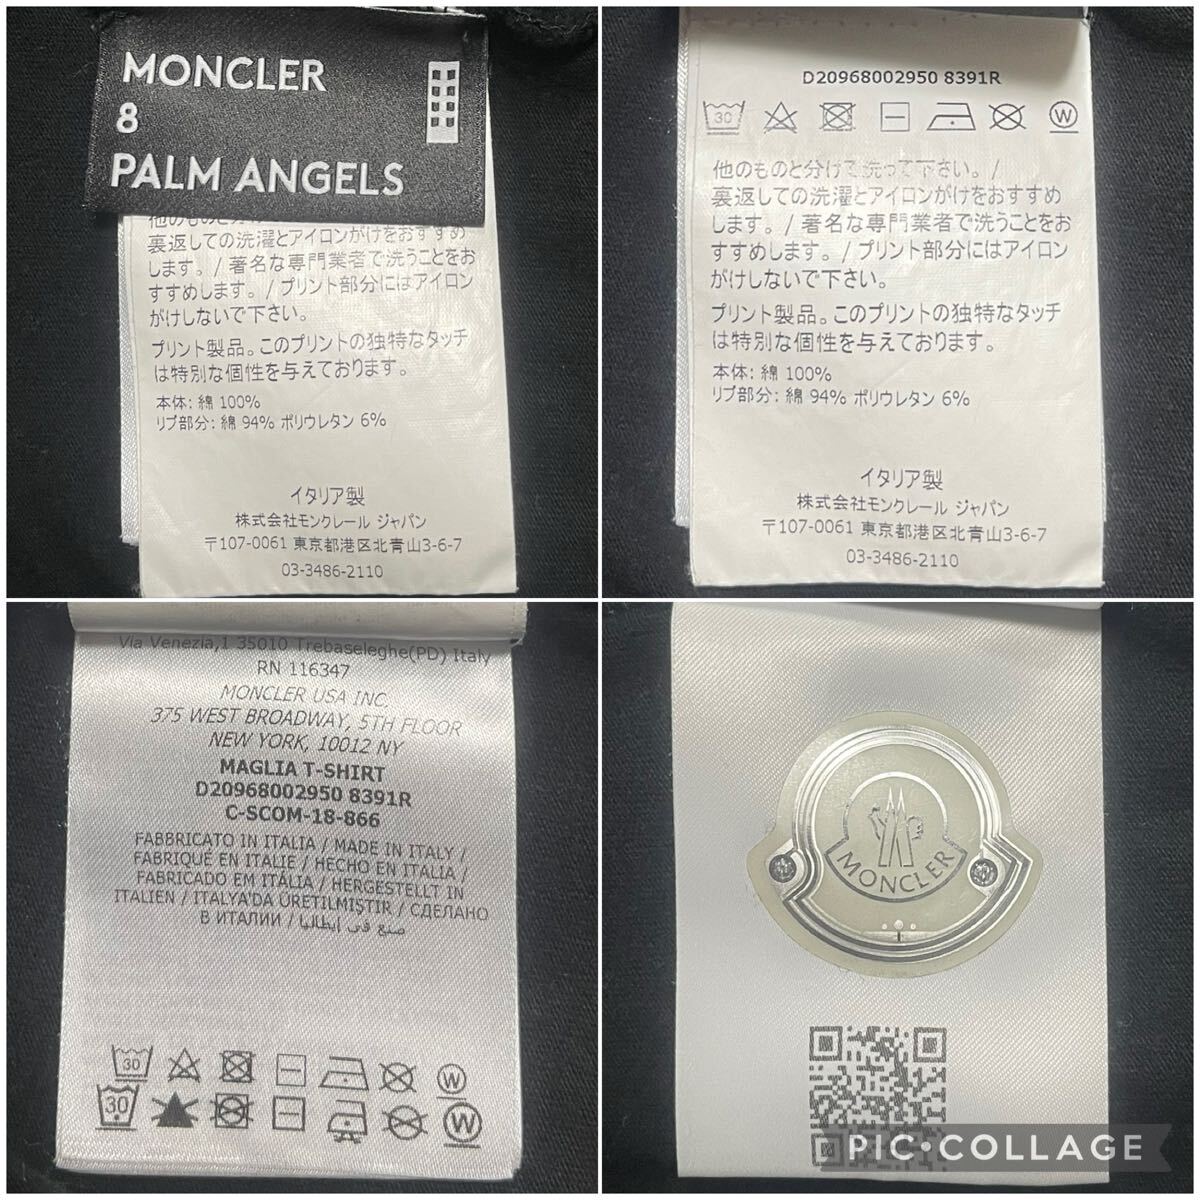 MONCLER
8
PALM ANGELS
裏返しての洗濯とアイロンがけをおすすめ
します。/ 著名な専門業者で洗うことをお
すすめします。/ プリント部分にはアイロン
がけしないで下さい。
プリント製品。このプリントの独特なタッチ
は特別な個性を与えております。
本体: 綿 100%
リブ部分: 綿 94% ポリウレタン 6%
イタリア製
株式会社モンクレール ジャパン
〒107-0061 東京都港区北青山3-6-7
03-3486-2110
D20968002950 8391R
30
W
他のものと分けて洗って下さい。/
裏返しての洗濯とアイロンがけをおすすめ
します。/ 著名な専門業者で洗うことをお
すすめします。/ プリント部分にはアイロン
がけしないで下さい。
プリント製品。このプリントの独特なタッチ
は特別な個性を与えております。
本体: 綿 100%
リブ部分: 綿 94% ポリウレタン 6%
イタリア製
株式会社モンクレール ジャパン
〒107-0061 東京都港区北青山3-6-7
03-3486-2110
Via Venezia,1 35010 Trebaseleghe(PD) Italy
RN 116347
MONCLER USA INC.
375 WEST BROADWAY, 5TH FLOOR
NEW YORK, 10012 NY
MAGLIA T-SHIRT
D20968002950 8391R
C-SCOM-18-866
FABBRICATO IN ITALIA / MADE IN ITALY /
FABRIQUÉ EN ITALIE / HECHO EN ITALIA /
FABRICADO EM ITÁLIA / HERGESTELLT IN
ITALIEN / ITALYA'DA ÜRETILMIŞTIR / СДЕЛАНО
В ИТАЛИИ / صنع في إيطاليا
30
W
30
W
MONCLER
PIC•COLLAGE